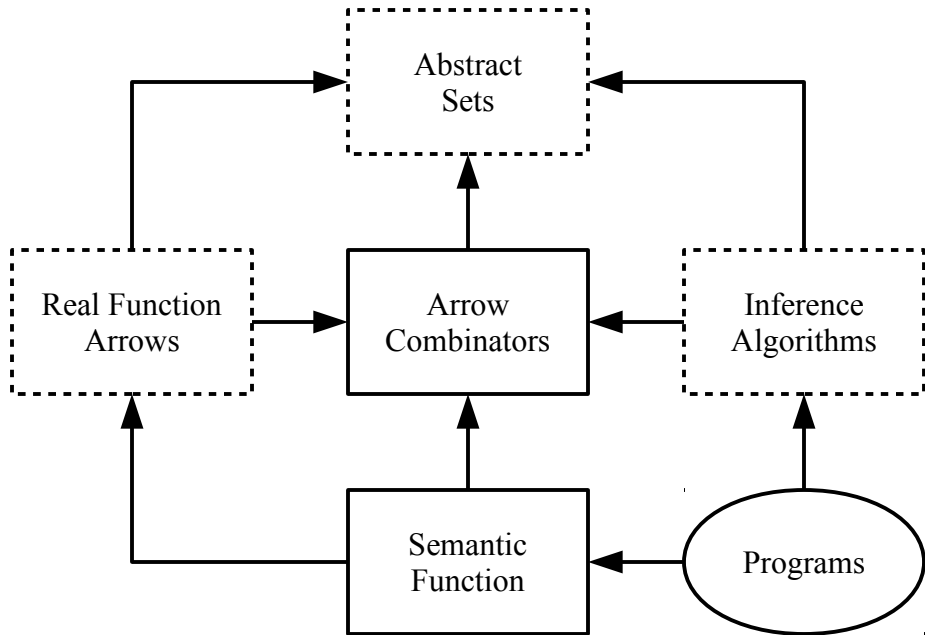 Abstract
Sets
Real Function
Arrows
Arrow
Combinators
Inference
Algorithms
Semantic
Function
Programs